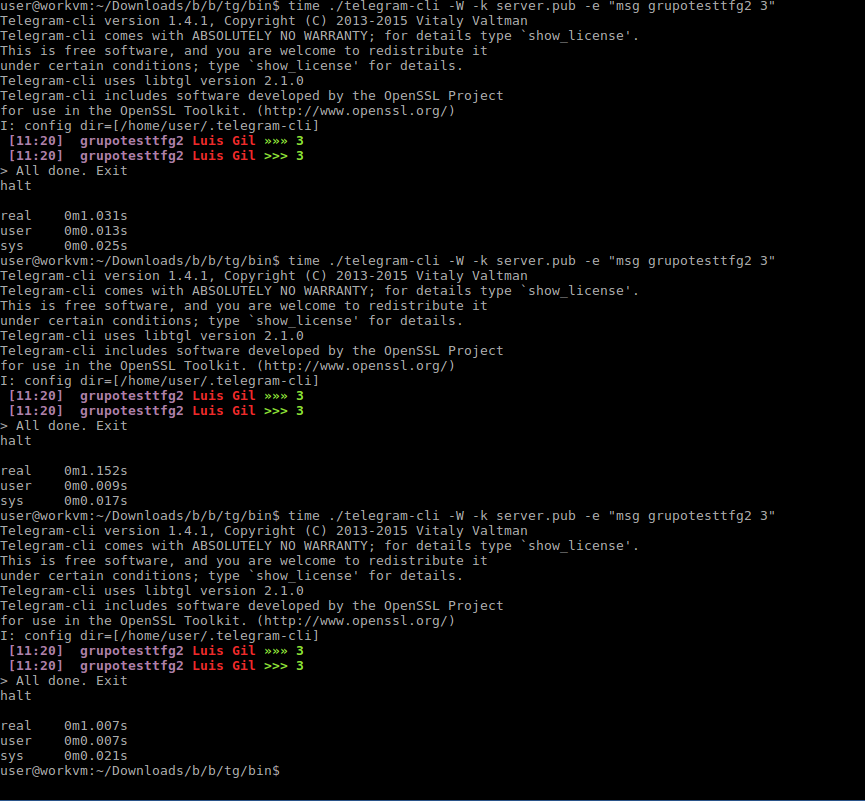 user@workvm:~/Downloads/b/b/tg/bin$ time ./telegram-cli -W -k server.pub -e "msg grupotesttfg2 3"
Telegram-cli version 1.4.1, Copyright (C) 2013-2015 Vitaly Valtman
Telegram-cli comes with ABSOLUTELY NO WARRANTY; for details type `show_license'.
This is free software, and you are welcome to redistribute it
under certain conditions; type `show_license' for details.
Telegram-cli uses libtgl version 2.1.0
Telegram-cli includes software developed by the OpenSSL Project
for use in the OpenSSL Toolkit. (http://www.openssl.org/)
I: config dir=[/home/user/.telegram-cli]
[11:20]  grupotesttfg2 Luis Gil »»» 3
[11:20]  grupotesttfg2 Luis Gil >>> 3
> All done. Exit
halt

real    0m1.031s
user    0m0.013s
sys     0m0.025s
user@workvm:~/Downloads/b/b/tg/bin$ time ./telegram-cli -W -k server.pub -e "msg grupotesttfg2 3"
Telegram-cli version 1.4.1, Copyright (C) 2013-2015 Vitaly Valtman
Telegram-cli comes with ABSOLUTELY NO WARRANTY; for details type `show_license'.
This is free software, and you are welcome to redistribute it
under certain conditions; type `show_license' for details.
Telegram-cli uses libtgl version 2.1.0
Telegram-cli includes software developed by the OpenSSL Project
for use in the OpenSSL Toolkit. (http://www.openssl.org/)
I: config dir=[/home/user/.telegram-cli]
[11:20]  grupotesttfg2 Luis Gil »»» 3
[11:20]  grupotesttfg2 Luis Gil >>> 3
> All done. Exit
halt

real    0m1.152s
user    0m0.009s
sys     0m0.017s
user@workvm:~/Downloads/b/b/tg/bin$ time ./telegram-cli -W -k server.pub -e "msg grupotesttfg2 3"
Telegram-cli version 1.4.1, Copyright (C) 2013-2015 Vitaly Valtman
Telegram-cli comes with ABSOLUTELY NO WARRANTY; for details type `show_license'.
This is free software, and you are welcome to redistribute it
under certain conditions; type `show_license' for details.
Telegram-cli uses libtgl version 2.1.0
Telegram-cli includes software developed by the OpenSSL Project
for use in the OpenSSL Toolkit. (http://www.openssl.org/)
I: config dir=[/home/user/.telegram-cli]
[11:20]  grupotesttfg2 Luis Gil »»» 3
[11:20]  grupotesttfg2 Luis Gil >>> 3
> All done. Exit
halt

real    0m1.007s
user    0m0.007s
sys     0m0.021s
user@workvm:~/Downloads/b/b/tg/bin$